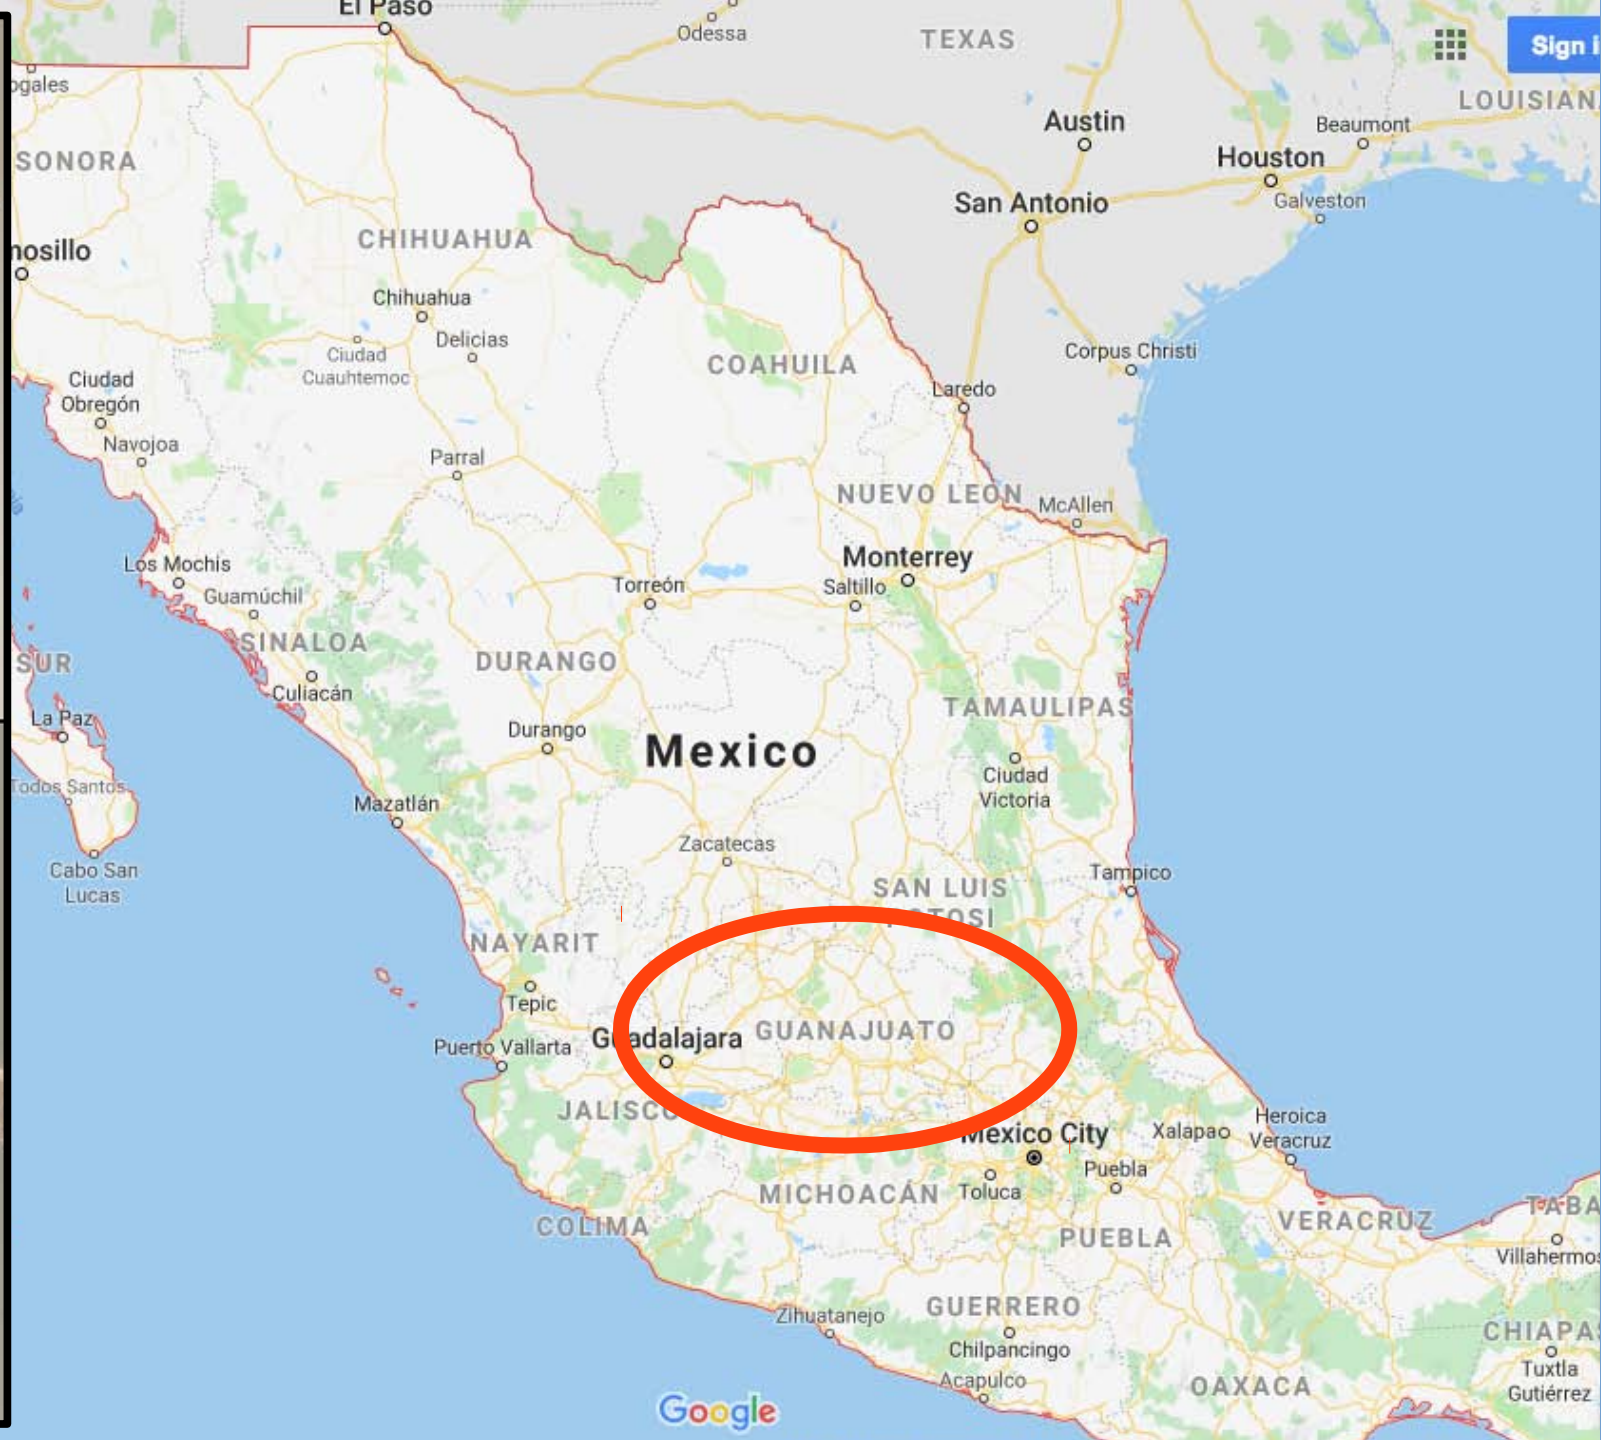 El Paso
Odessa
TEXAS
Sign i
ogales
LOUISIAN
Austin
Beaumont
Houston
SONORA
San Antonio
Galveston
CHIHUAHUA
mosillo
Chihuahua
Delicias
Ciudad
Cuauhtemoc
COAHUILA
Corpus Christi
Ciudad
Obregón
Laredo
Navojoa
Parral
NUEVO LEON
McAllen
Monterrey
Los Mochis
Torreón
Saltillo
Guamúchil
SINALOA
SUR
DURANGO
Culiacán
TAMAULIPAS
La Paz
Durango
Mexico
Ciudad
Victoria
Todos Santos
Mazatlán
Zacatecas
Cabo San
Lucas
Tampico
SAN LUIS
POTOSI
NAYARIT
Tepic
Guadalajara
GUANAJUATO
Puerto Vallarta
JALISCO
Heroica
Veracruz
Mexico City
Xalapa
Puebla
Toluca
MICHOACÁN
TABA
COLIMA
VERACRUZ
PUEBLA
Villahermos
GUERRERO
Zihuatanejo
CHIAPAS
Chilpancingo
Tuxtla
Gutiérrez
Acapulco
OAXACA
Google